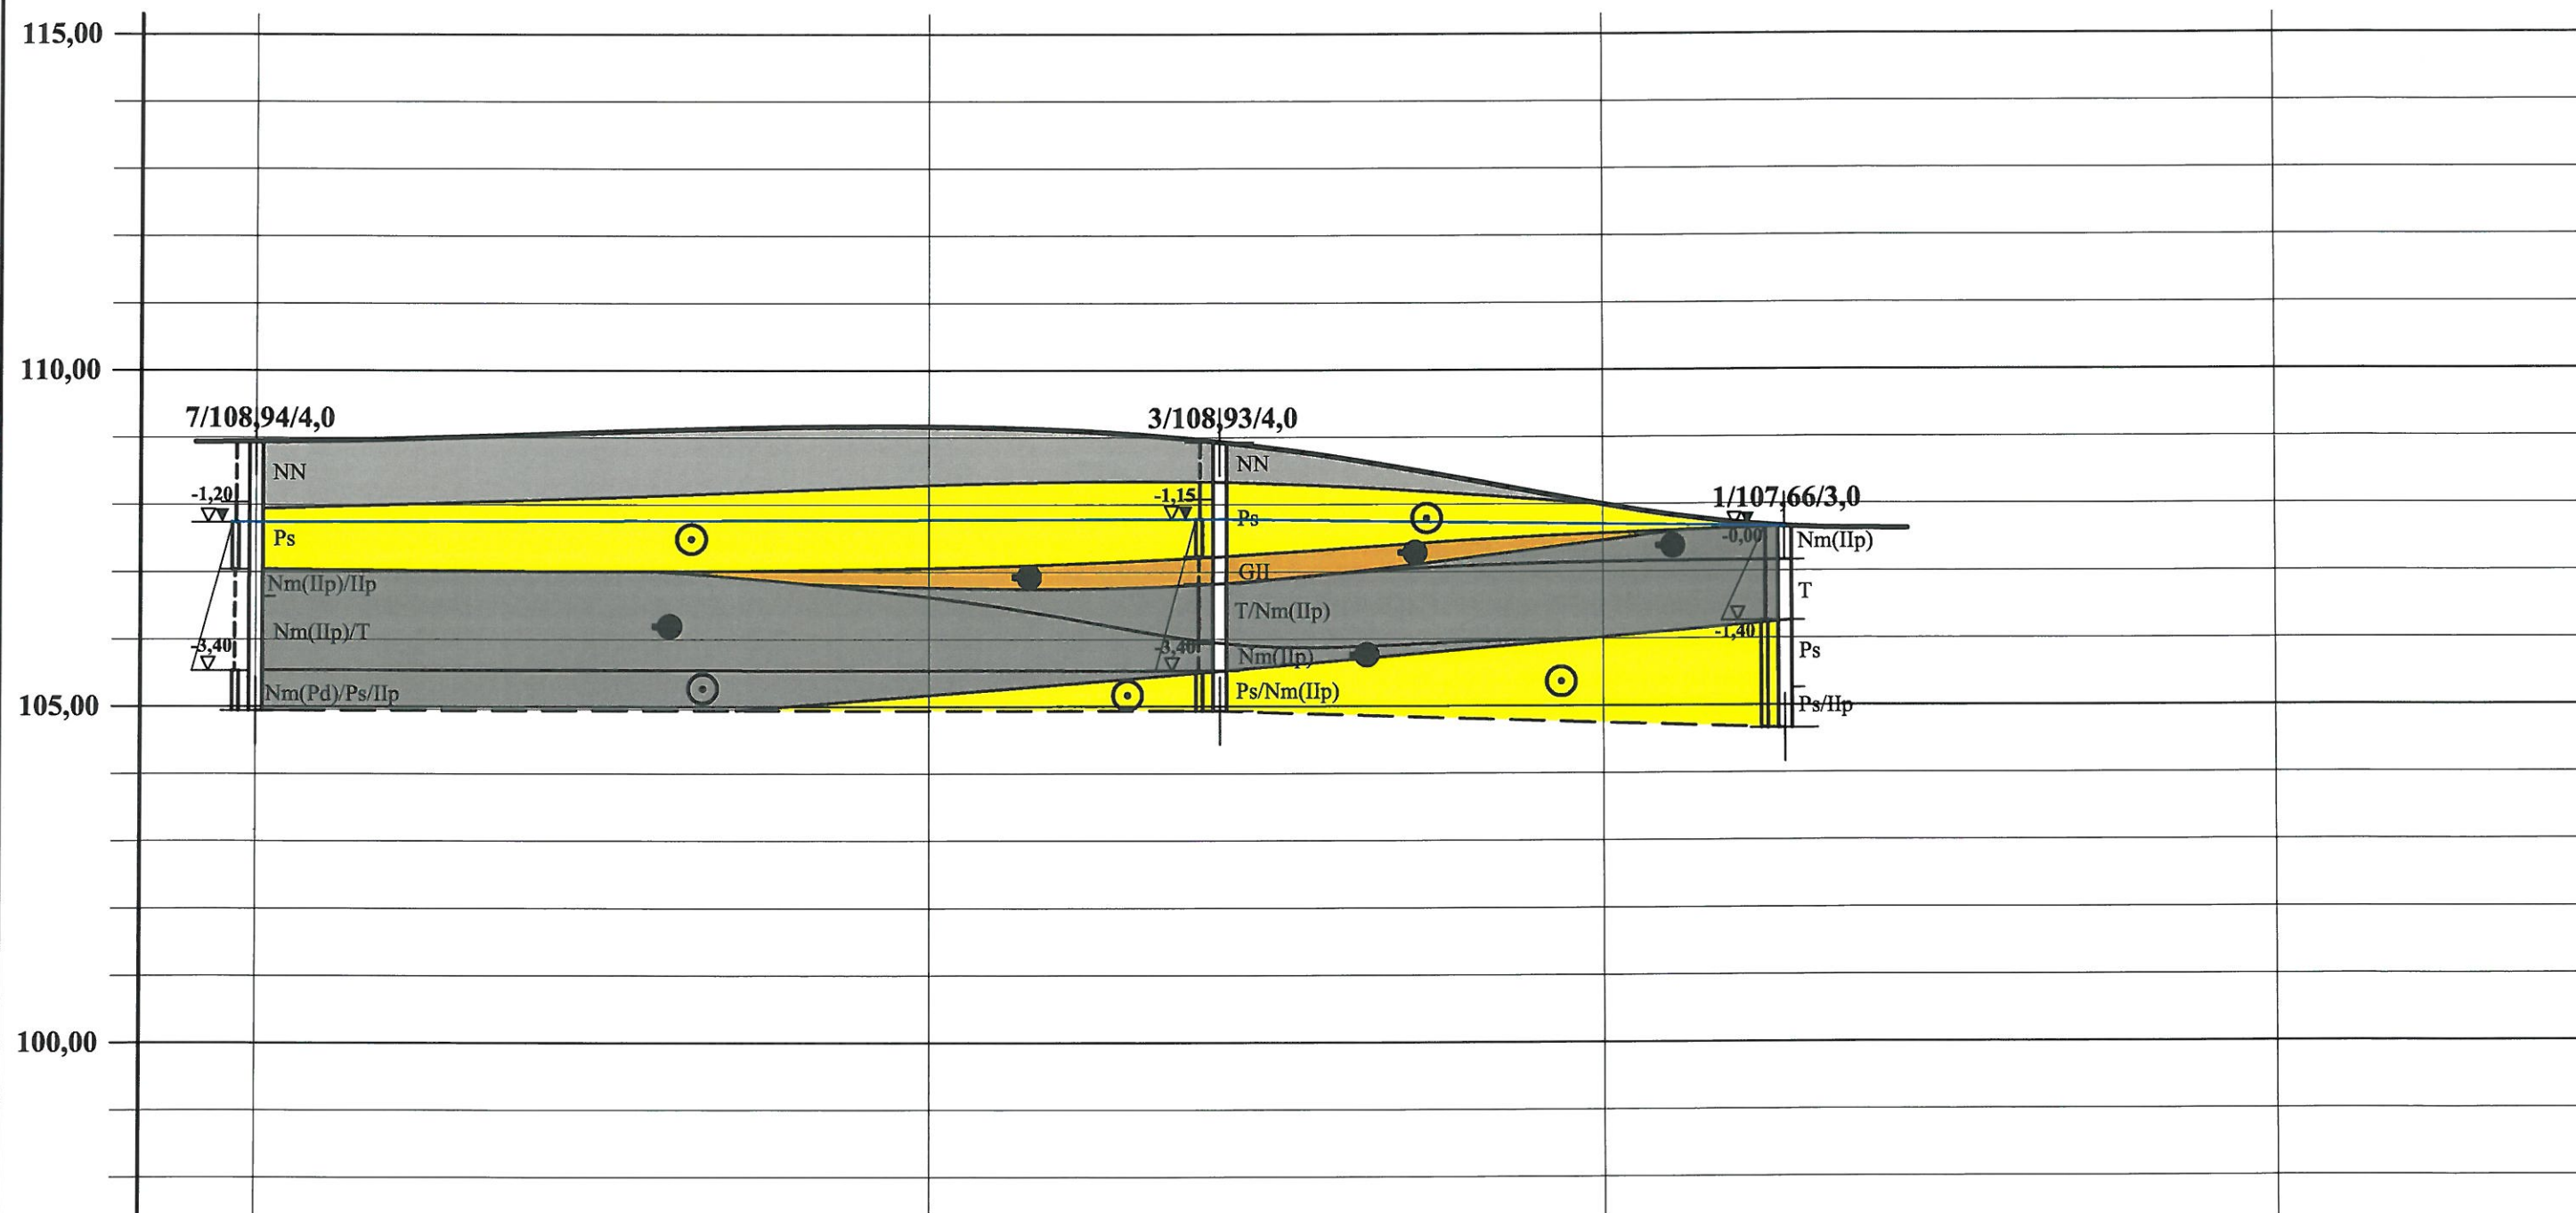 115,00
110,00
7/108,94/4,0
3/108,93/4,0
NN
NN
-1,20
-1,15
1/107,66/3,0
Ps
Ps
-0,00
Nm(IIp)
Nm(IIp)/IIp
GII
T
T/Nm(IIp)
Nm(IIp)/T
-1,40
-3,40
-3,40
Nm(IIp)
Ps
Nm(Pd)/Ps/IIp
Ps/Nm(IIp)
105,00
Ps/IIp
100,00